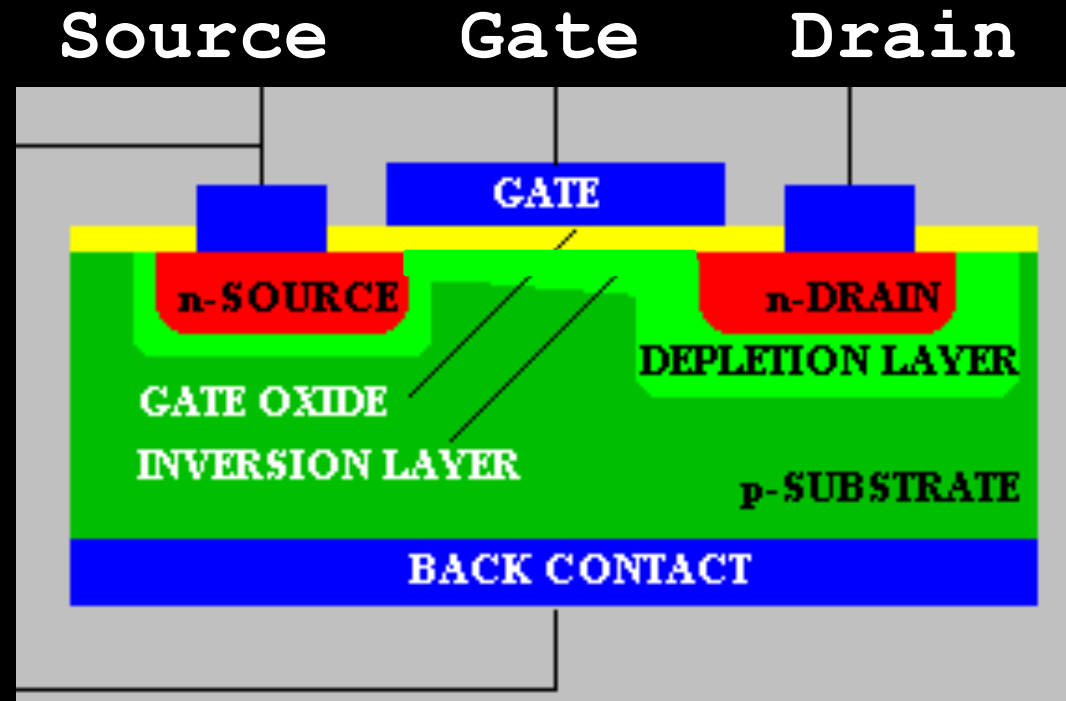 Source Gate Drain
GATE
n-SOURCE n-DRAIN
DEPLETION LAYER
GATE OXIDE
INVERSION LAYER
p-SUBSTRATE
BACK CONTACT